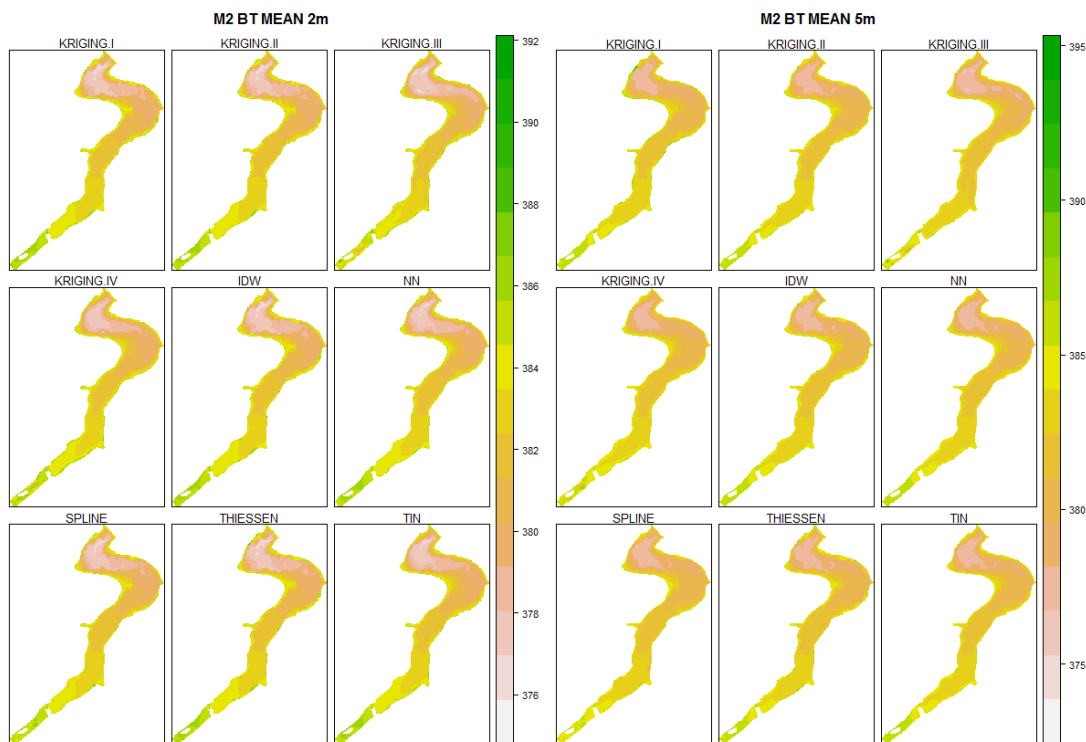 M2 BT MEAN 2m
KRIGING.I KRIGING.II KRIGING.III
KRIGING.IV IDW NN
SPLINE THIESSEN TIN
392
390
388
386
384
382
380
378
376
M2 BT MEAN 5m
KRIGING.I KRIGING.II KRIGING.III
KRIGING.IV IDW NN
SPLINE THIESSEN TIN
395
390
385
380
375